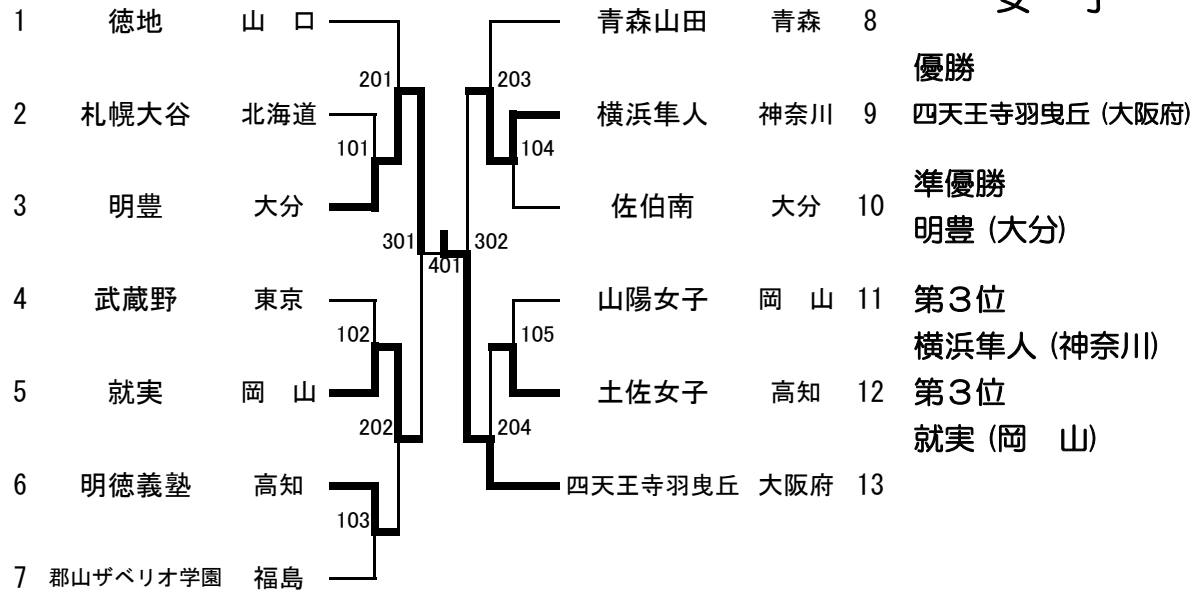 女 子
1 徳地 山　口
2 札幌大谷 北海道
3 明豊 大分
4 武蔵野 東京
5 就実 岡　山
6 明徳義塾 高知
7 郡山ザベリオ学園 福島
201
101
301
102
202
103
401
203
104
302
105
204
青森山田 青森 8
横浜隼人 神奈川 9
佐伯南 大分 10
山陽女子 岡　山 11
土佐女子 高知 12
四天王寺羽曳丘 大阪府 13
優勝
四天王寺羽曳丘 (大阪府)
準優勝
明豊 (大分)
第３位
横浜隼人 (神奈川)
第３位
就実 (岡　山)